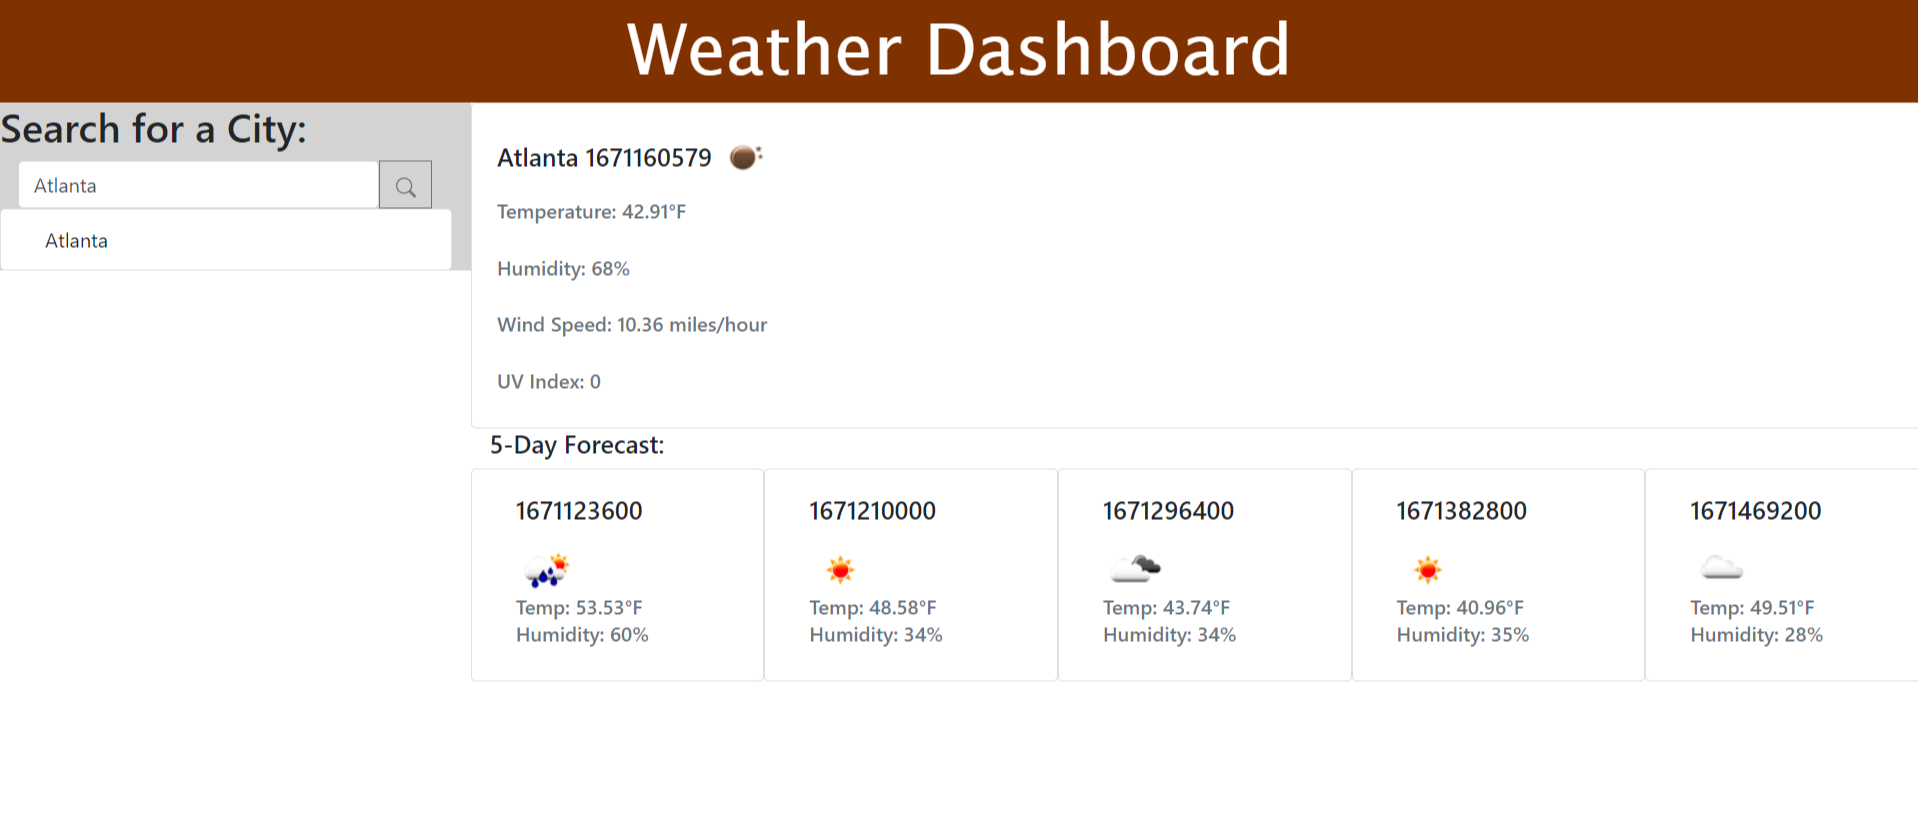 Weather Dashboard
Search for a City:
Atlanta
Atlanta
Atlanta 1671160579
Temperature: 42.91°F
Humidity: 68%
Wind Speed: 10.36 miles/hour
UV Index: 0
5-Day Forecast:
1671123600
Temp: 53.53°F
Humidity: 60%
1671210000
Temp: 48.58°F
Humidity: 34%
1671296400
Temp: 43.74°F
Humidity: 34%
1671382800
Temp: 40.96°F
Humidity: 35%
1671469200
Temp: 49.51°F
Humidity: 28%